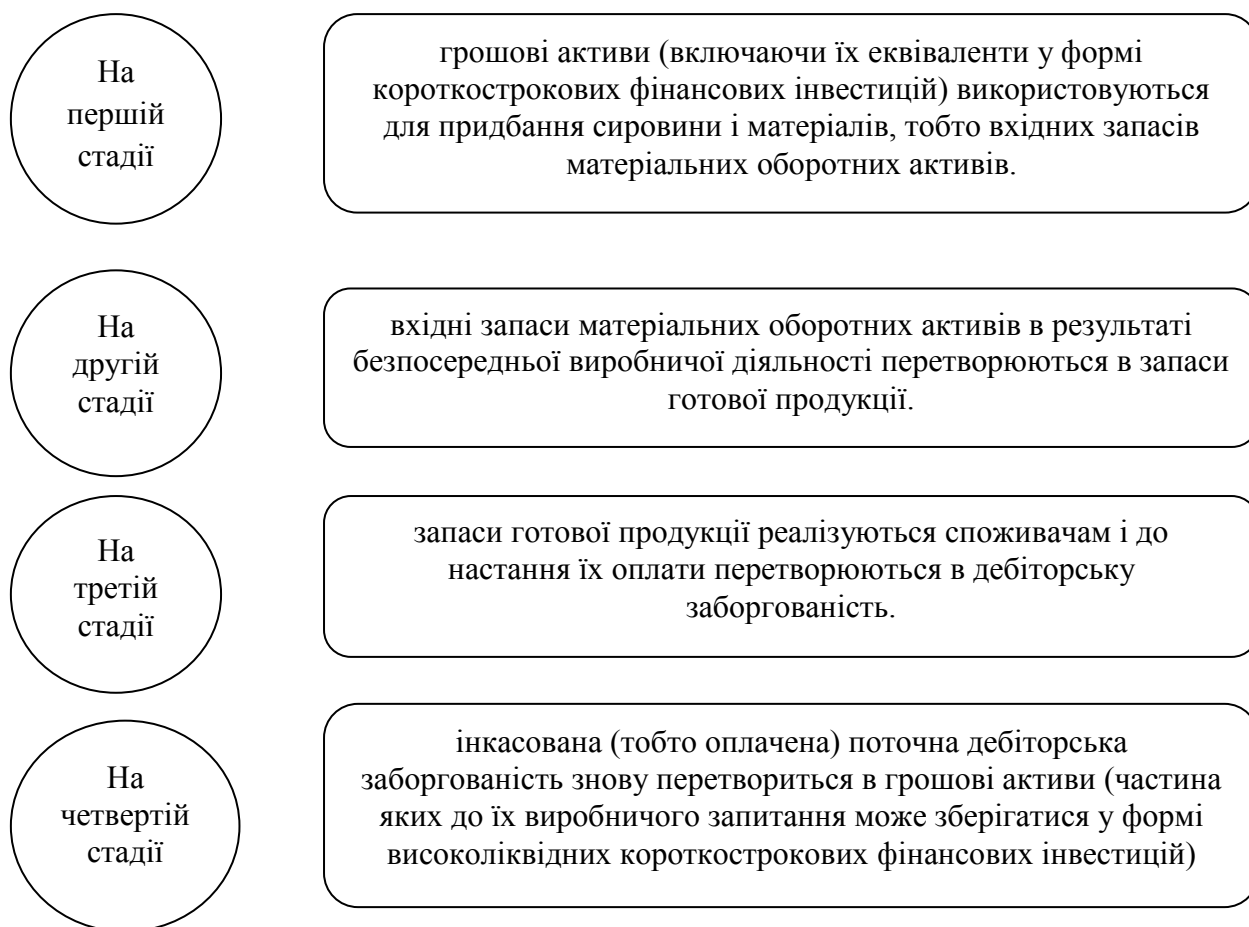 На
першій
стадії
грошові активи (включаючи їх еквіваленти у формі
короткострокових фінансових інвестицій) використовуються
для придбання сировини і матеріалів, тобто вхідних запасів
матеріальних оборотних активів.
На
другій
стадії
вхідні запаси матеріальних оборотних активів в результаті
безпосередньої виробничої діяльності перетворюються в запаси
готової продукції.
На
третій
стадії
запаси готової продукції реалізуються споживачам і до
настання їх оплати перетворюються в дебіторську
заборгованість.
На
четвертій
стадії
інкасована (тобто оплачена) поточна дебіторська
заборгованість знову перетвориться в грошові активи (частина
яких до їх виробничого запитання може зберігатися у формі
високоліквідних короткострокових фінансових інвестицій)